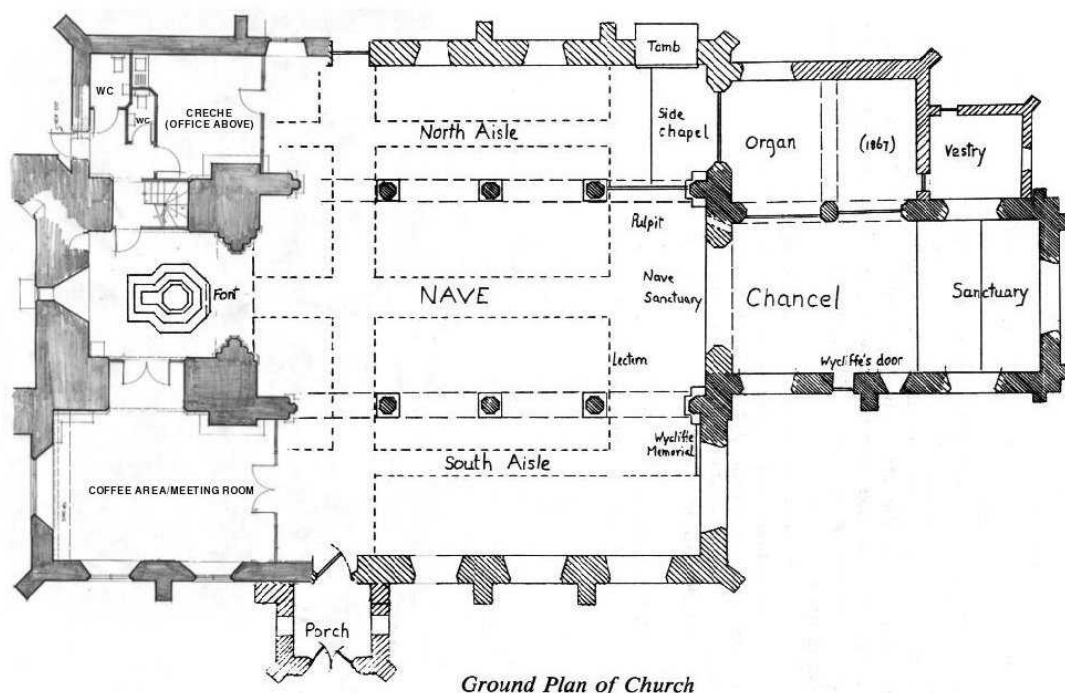 Tomb
WC
CRECHE
(OFFICE ABOVE)
WC
North Aisle
Side
chapel
Organ
(1867)
Vestry
Pulpit
Font
NAVE
Nave
Sanctuary
Chancel
Sanctuary
Lectern
Wycliffe's door
Wycliffe
Memorial
South Aisle
COFFEE AREA/MEETING ROOM
Porch
Ground Plan of Church